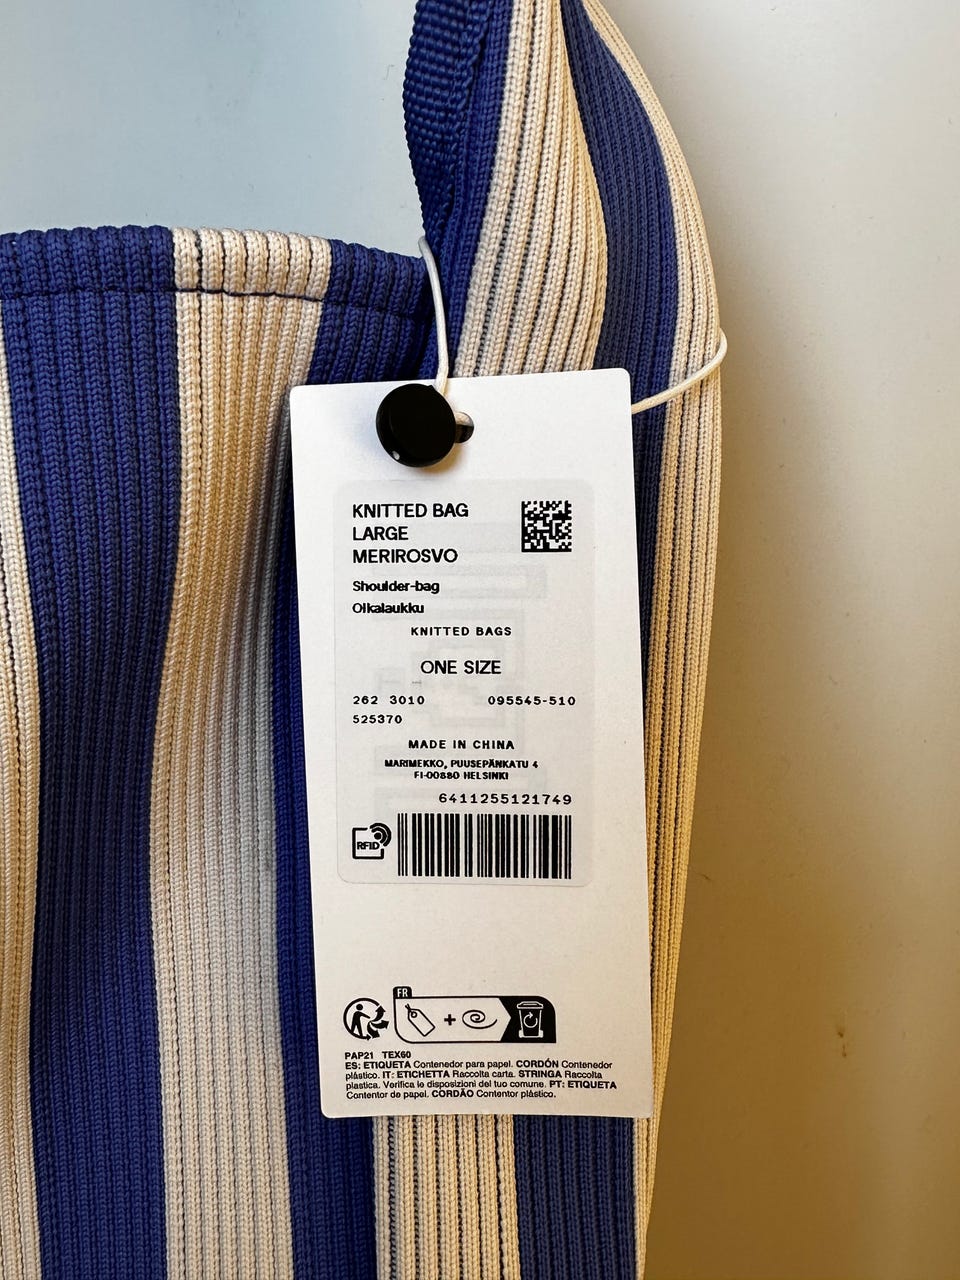 KNITTED BAG
LARGE
MERIROSVO
Shoulder-bag
Olkalaukku
KNITTED BAGS
ONE SIZE
262 3010 095545-510
525370
MADE IN CHINA
MARIMEKKO, PUUSEPÄNKATU 4
FI-00880 HELSINKI
6411255121749
RFID
FR
+
PAP21 TEX60
ES: ETIQUETA Contenedor para papel. CORDÓN Contenedor
plástico. IT: ETICHETTA Raccolta carta. STRINGA Raccolta
plastica. Verifica le disposizioni del tuo comune. PT: ETIQUETA
Contentor de papel. CORDÃO Contentor plástico.